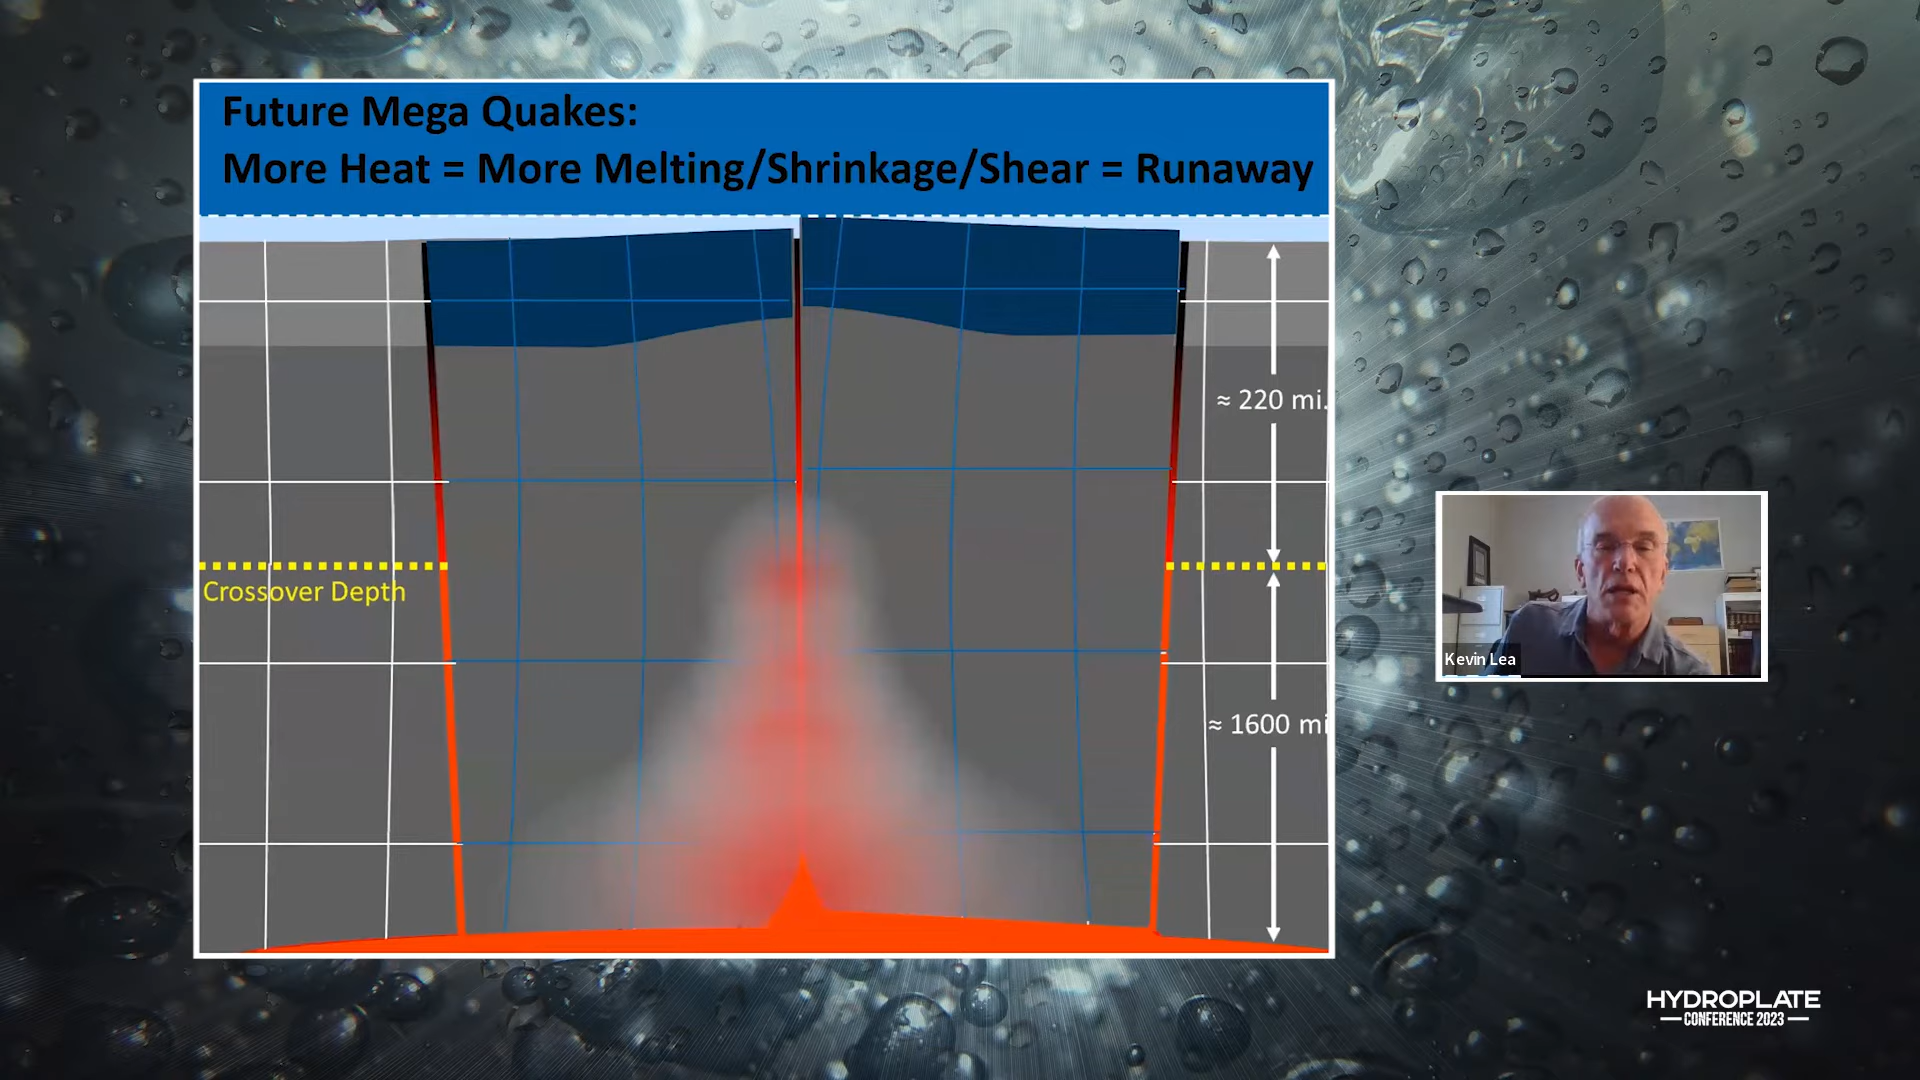 Future Mega Quakes:
More Heat = More Melting/Shrinkage/Shear = Runaway
≈ 220 mi.
Crossover Depth
≈ 1600 mi
Kevin Lea
HYDROPLATE
CONFERENCE 2023